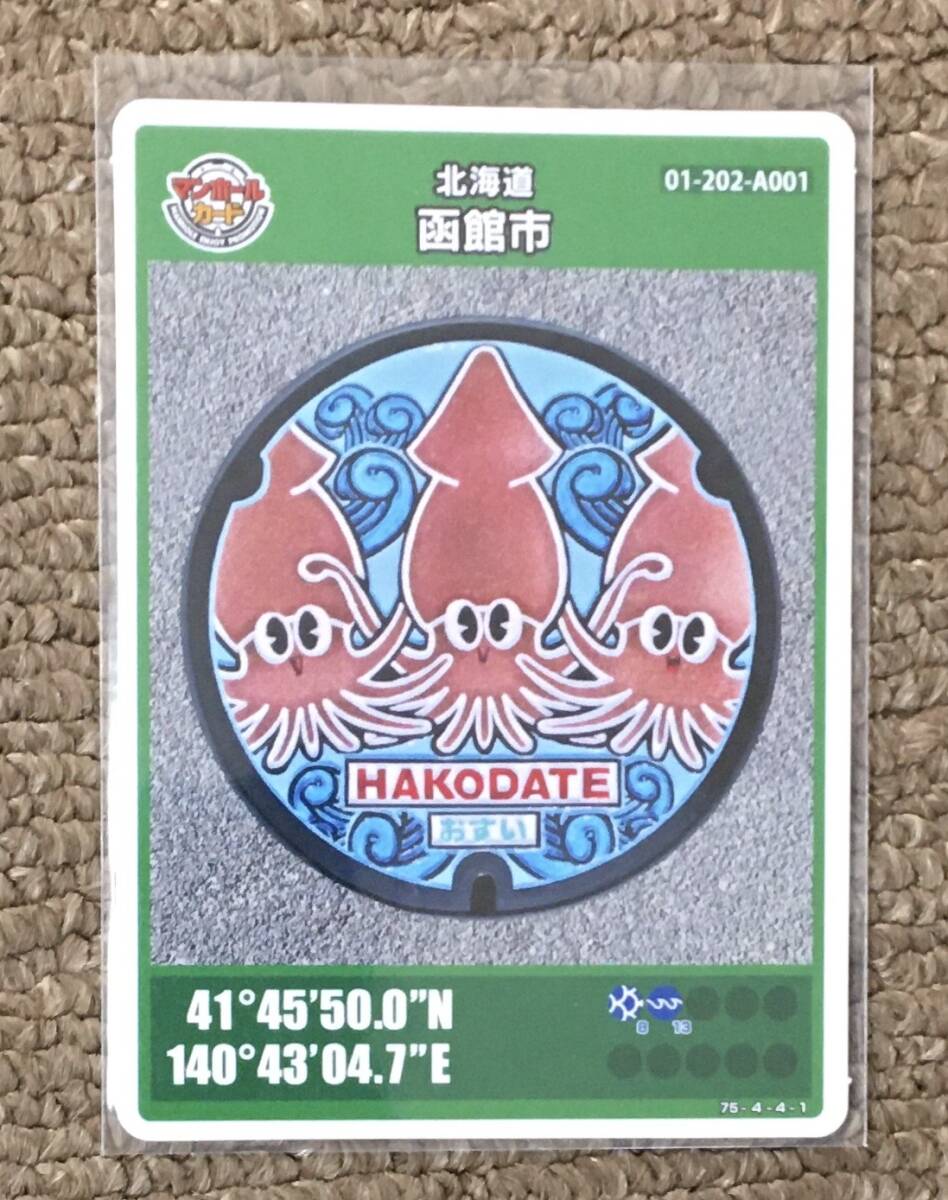 マンホール
カード
北海道
函館市
01-202-A001
HAKODATE
おすい
41°45'50.0"N
140°43'04.7"E
8 13
75-4-4-1